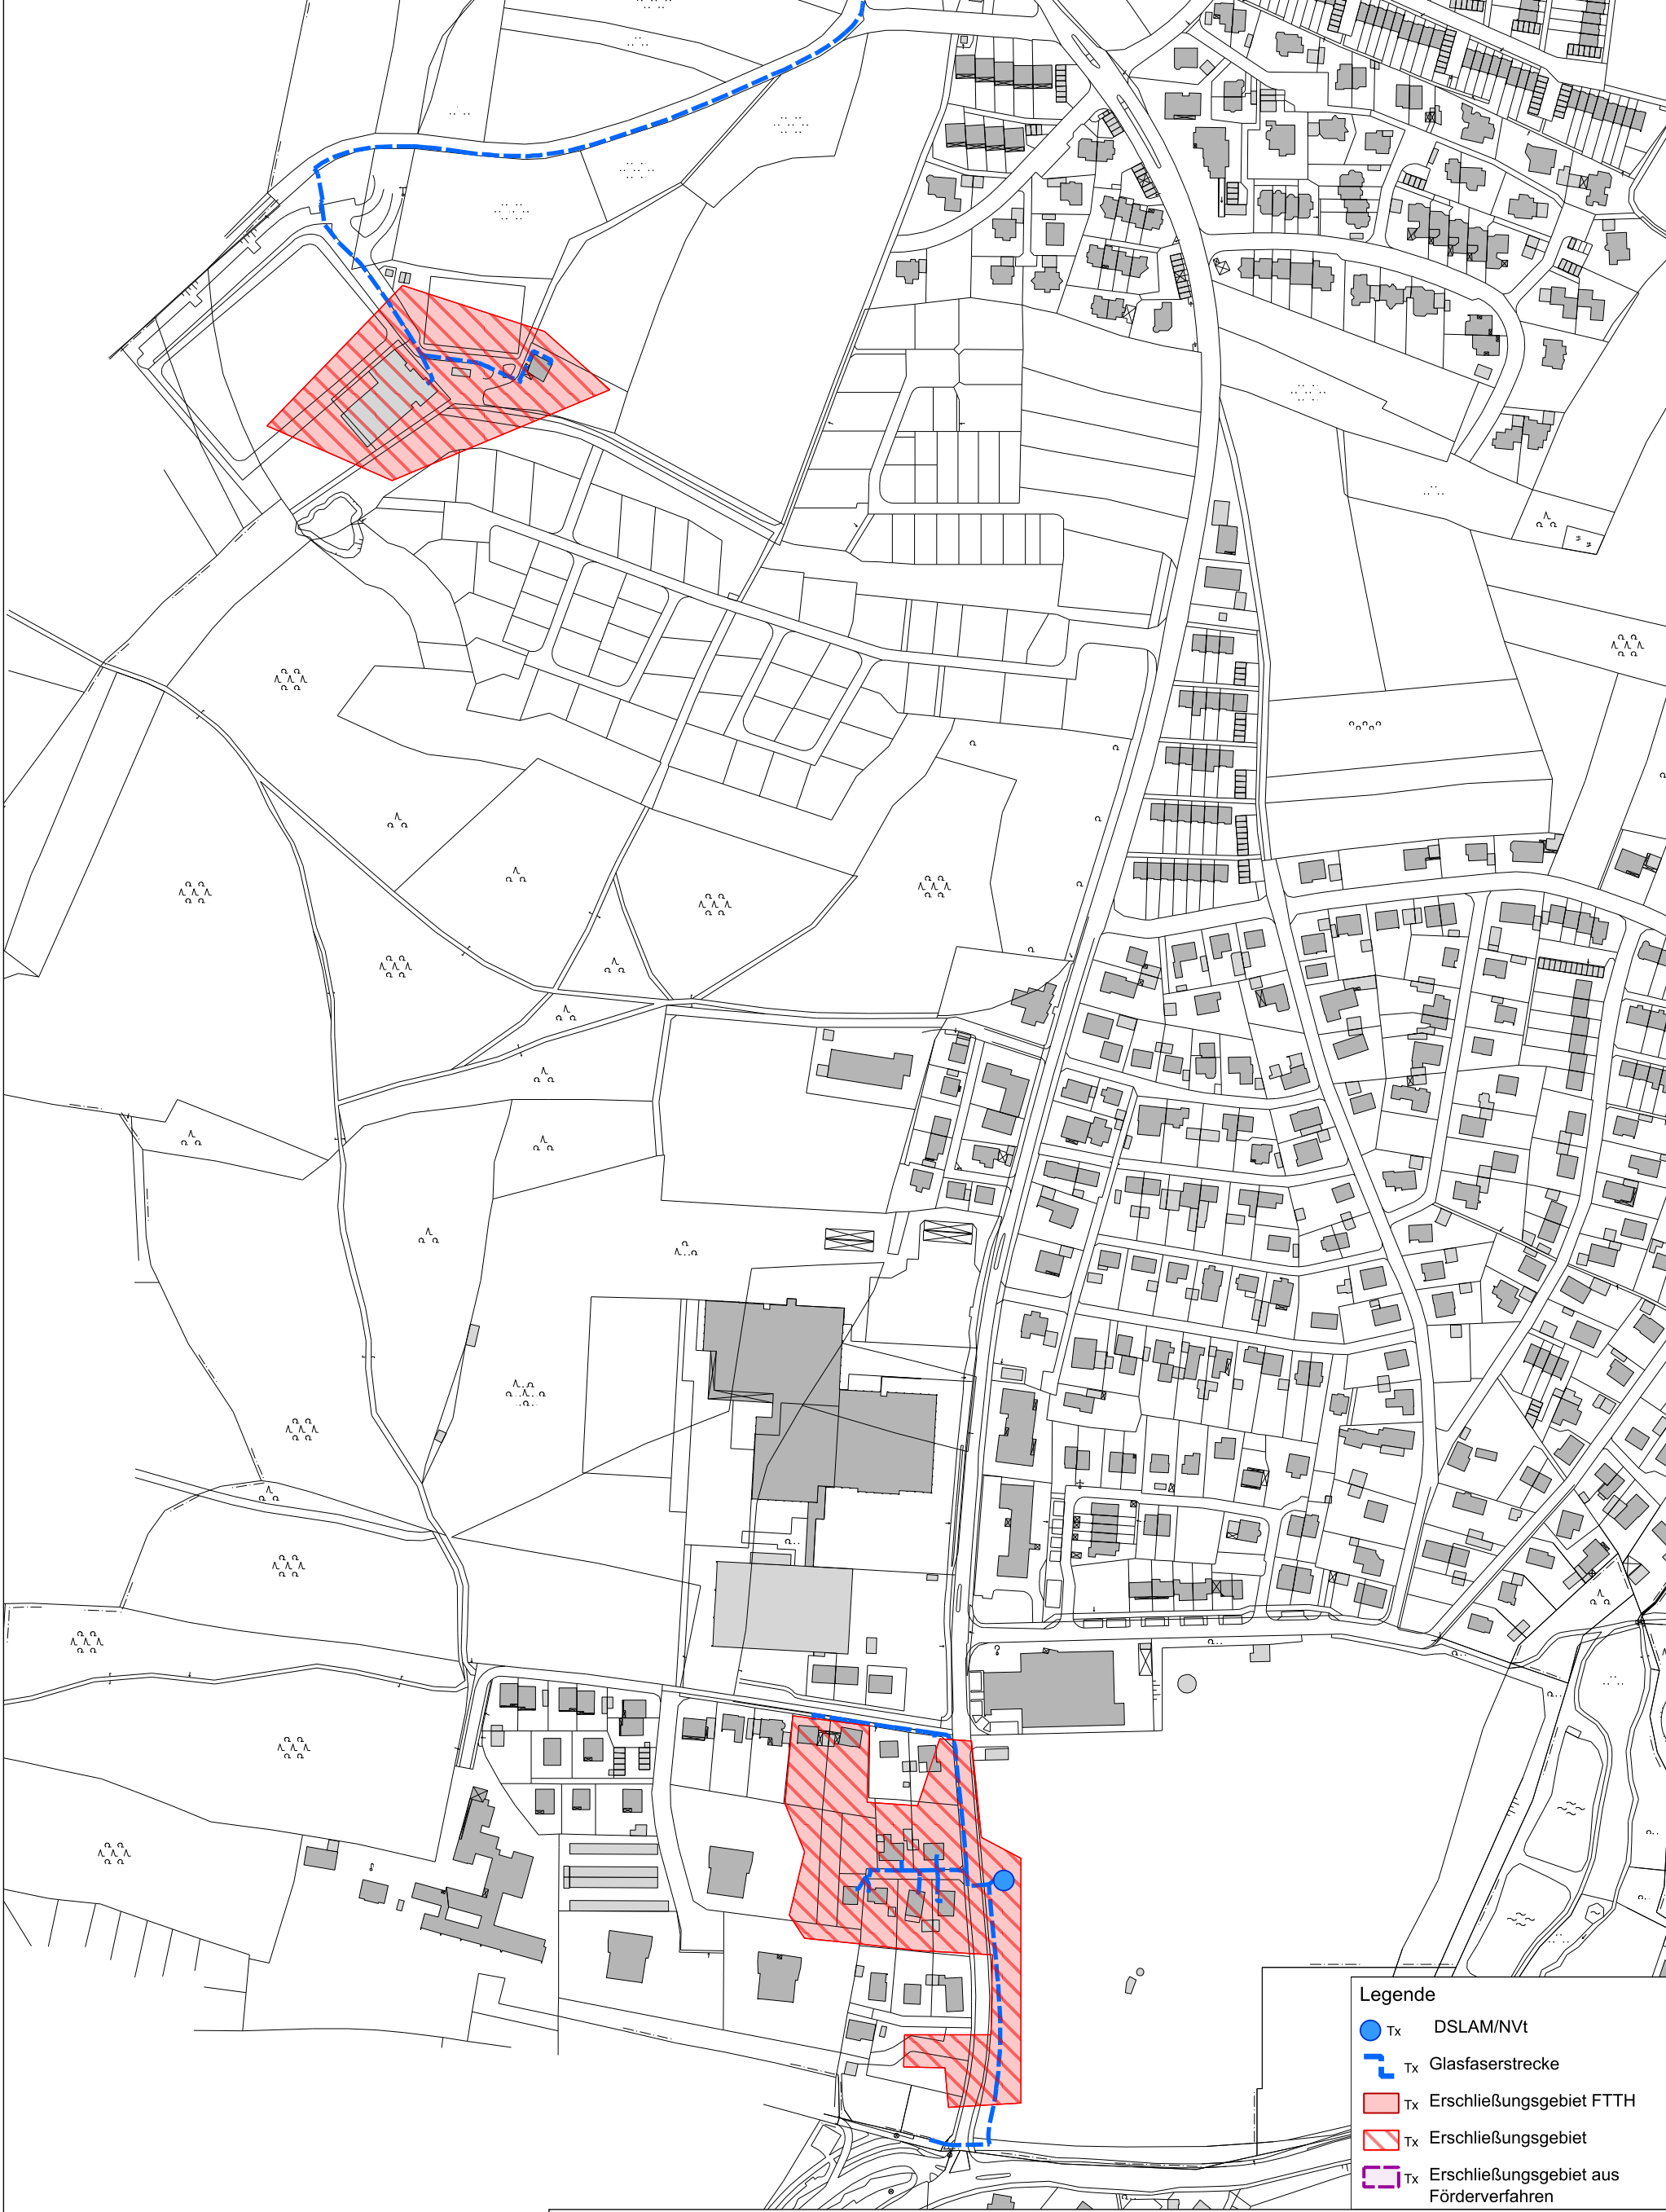 Legende
Tx DSLAM/NVt
Tx Glasfaserstrecke
Tx Erschließungsgebiet FTTH
Tx Erschließungsgebiet
Tx Erschließungsgebiet aus
Förderverfahren